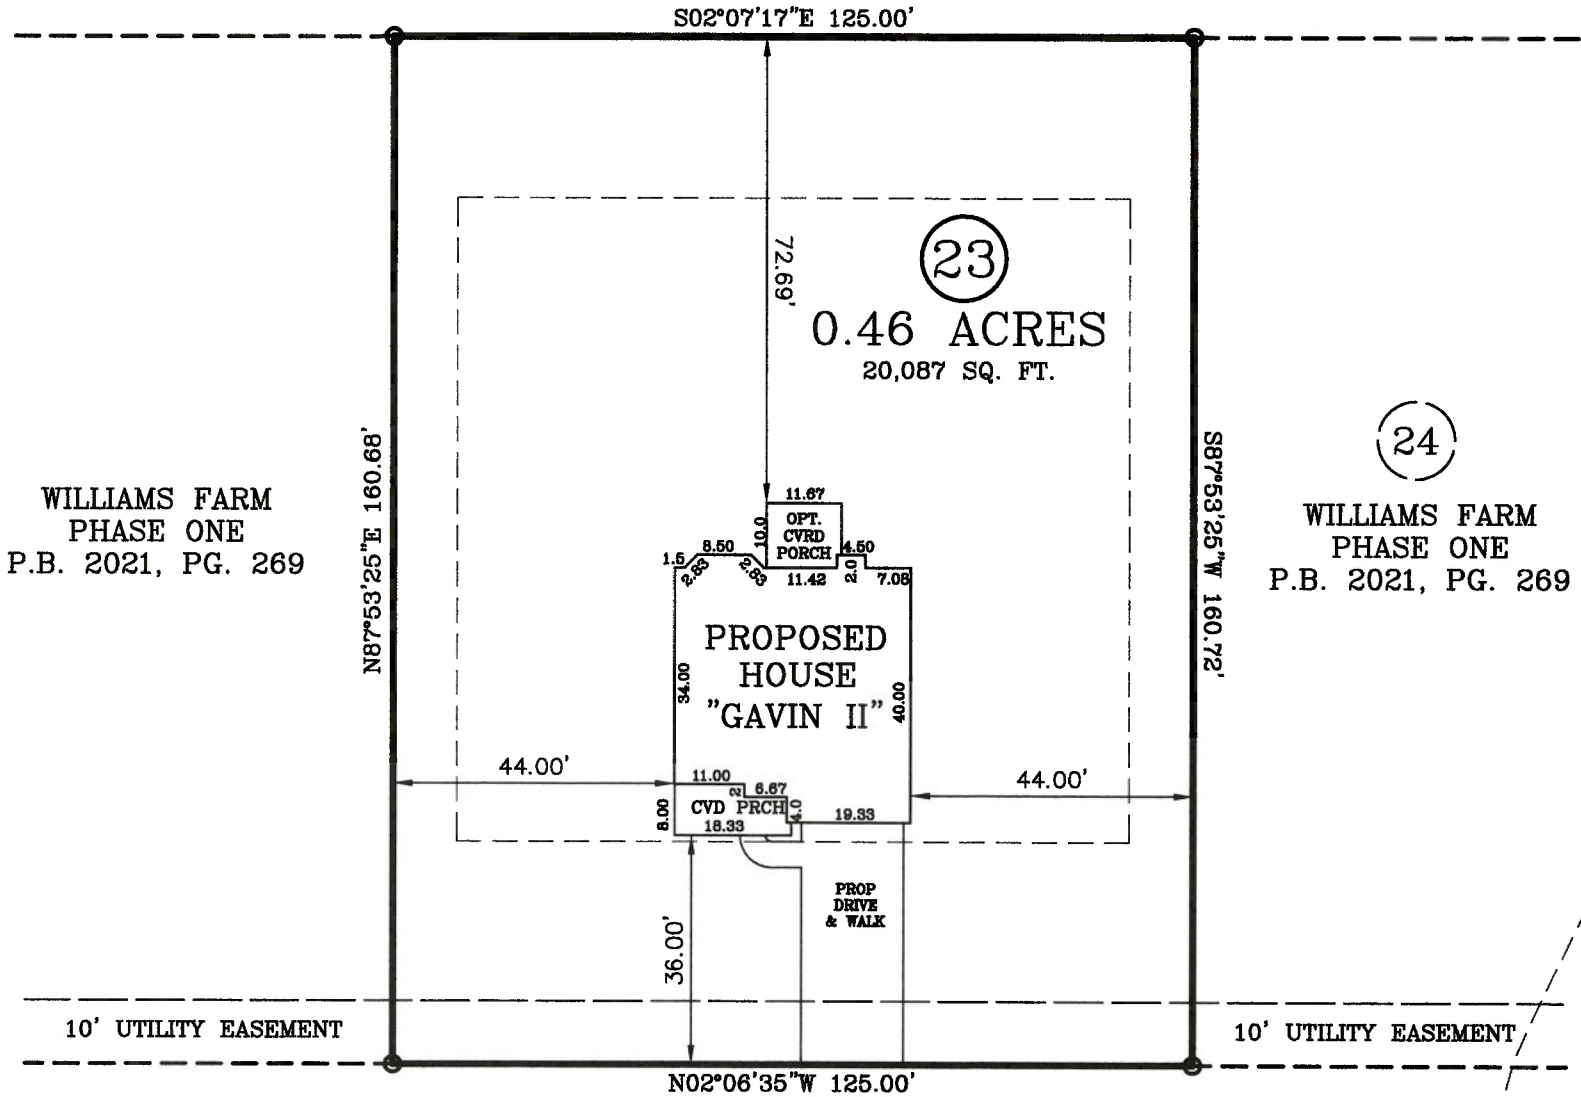 S02°07'17"E 125.00'
72.69'
23
0.46 ACRES
20,087 SQ. FT.
N87°53'25"E 160.68'
S87°53'25"W 160.72'
24
WILLIAMS FARM
PHASE ONE
P.B. 2021, PG. 269
WILLIAMS FARM
PHASE ONE
P.B. 2021, PG. 269
11.67
10.0
OPT.
CVRD
PORCH
1.5
2.83
8.50
2.83
11.42
4.50
2.0
7.08
PROPOSED
HOUSE
"GAVIN II"
34.00
40.00
44.00'
44.00'
11.00
2
6.67
CVD PRCH
4.0
19.33
8.00
18.33
PROP
DRIVE
& WALK
36.00'
10' UTILITY EASEMENT
10' UTILITY EASEMENT
N02°06'35"W 125.00'